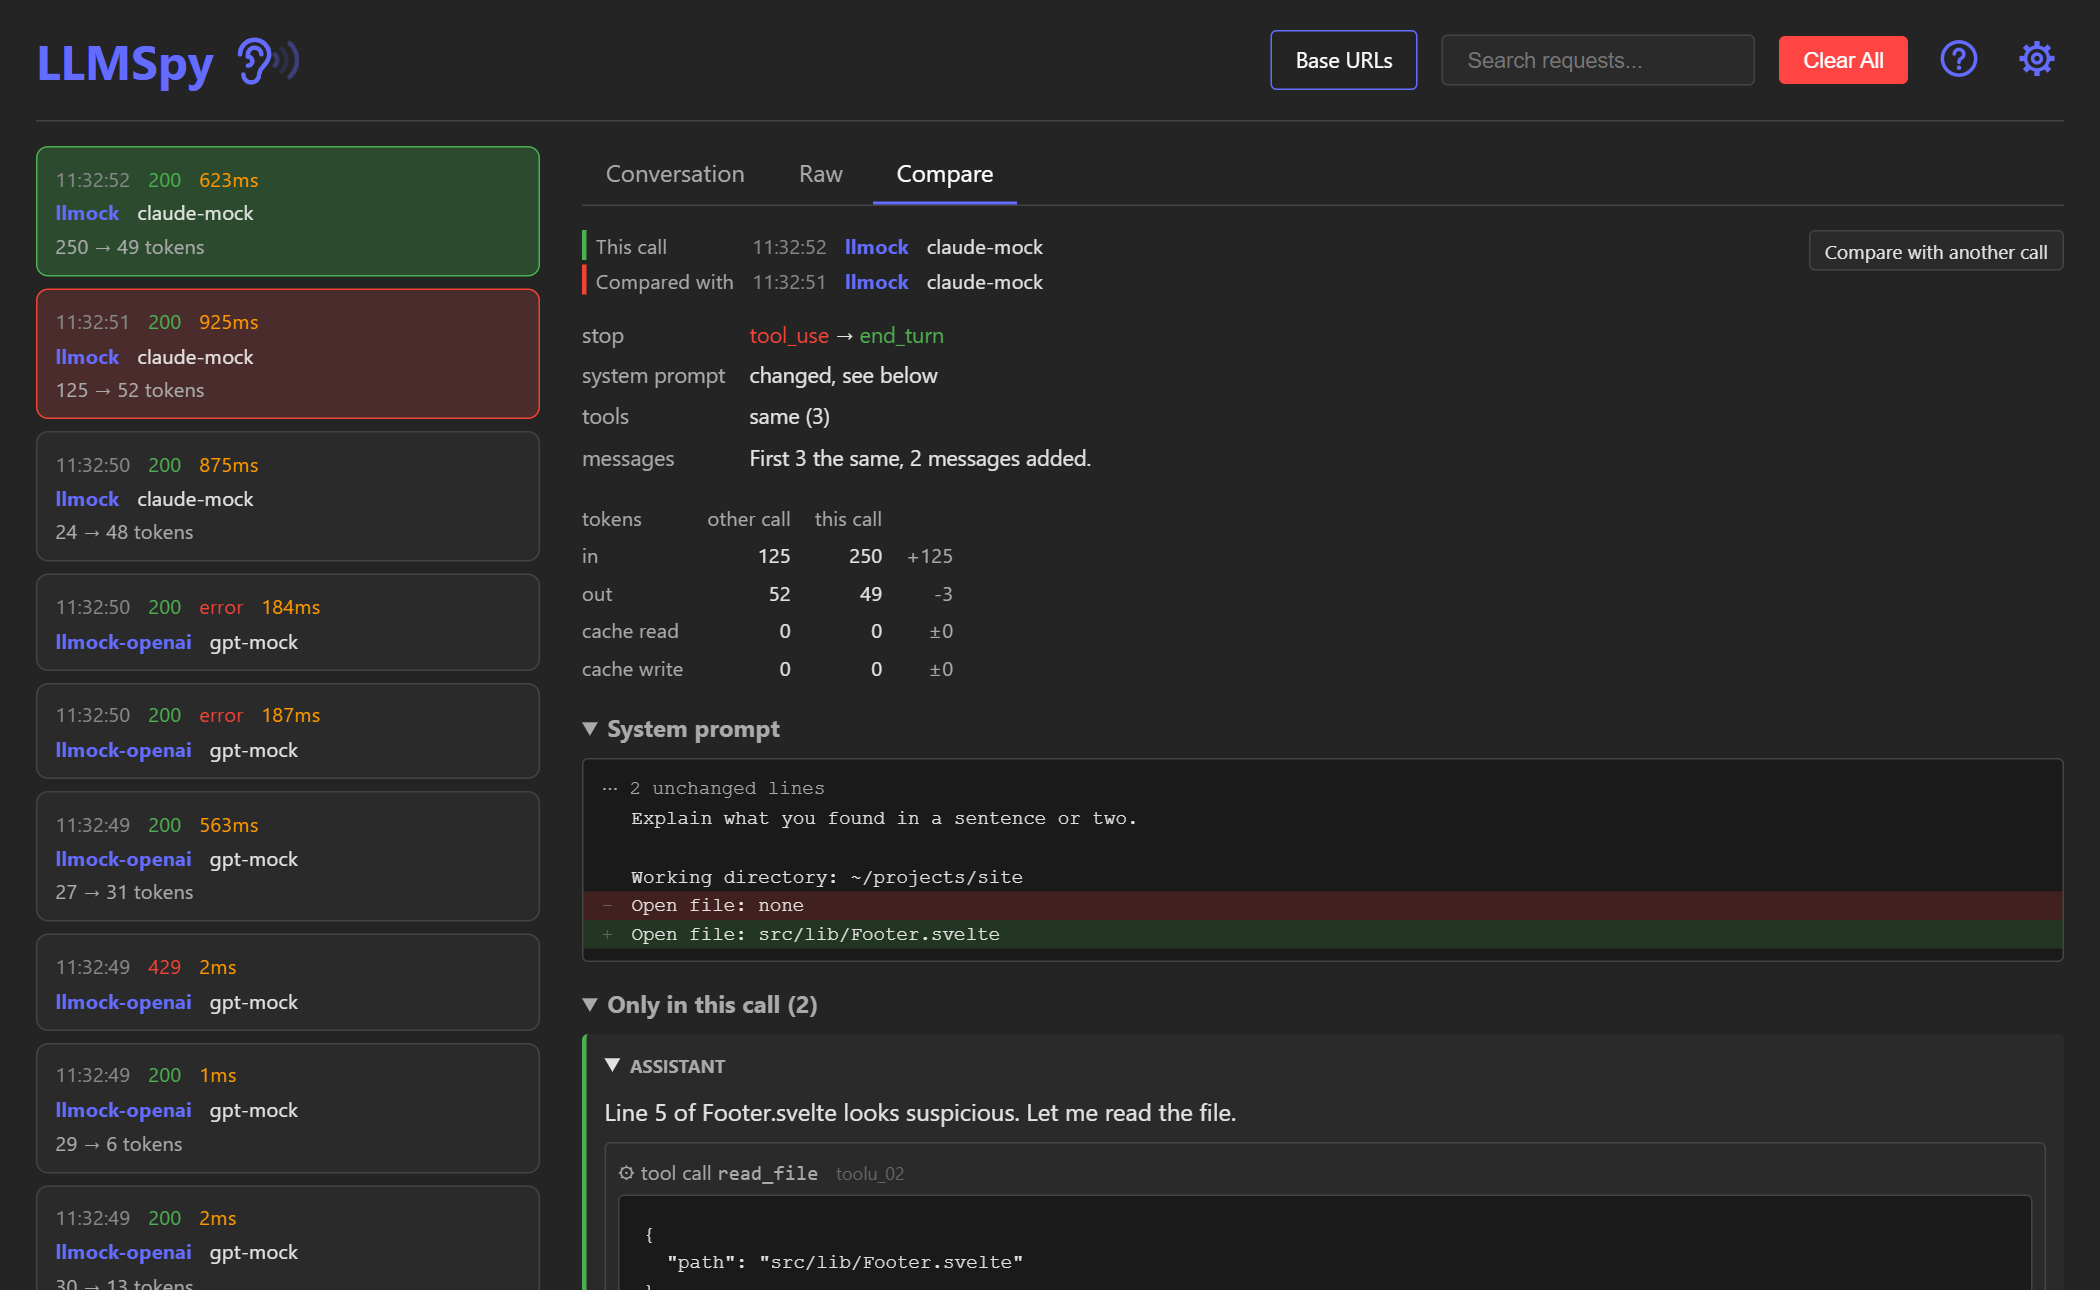 LLMSpy
Base URLs
Search requests...
Clear All
11:32:52 200 623ms
llmock claude-mock
250 → 49 tokens
11:32:51 200 925ms
llmock claude-mock
125 → 52 tokens
11:32:50 200 875ms
llmock claude-mock
24 → 48 tokens
11:32:50 200 error 184ms
llmock-openai gpt-mock
11:32:50 200 error 187ms
llmock-openai gpt-mock
11:32:49 200 563ms
llmock-openai gpt-mock
27 → 31 tokens
11:32:49 429 2ms
llmock-openai gpt-mock
11:32:49 200 1ms
llmock-openai gpt-mock
29 → 6 tokens
11:32:49 200 2ms
llmock-openai gpt-mock
30 → 13 tokens
Conversation Raw Compare
This call 11:32:52 llmock claude-mock
Compared with 11:32:51 llmock claude-mock
Compare with another call
stop tool_use → end_turn
system prompt changed, see below
tools same (3)
messages First 3 the same, 2 messages added.
tokens other call this call
in 125 250 +125
out 52 49 -3
cache read 0 0 ±0
cache write 0 0 ±0
▼ System prompt
… 2 unchanged lines
Explain what you found in a sentence or two.
Working directory: ~/projects/site
- Open file: none
+ Open file: src/lib/Footer.svelte
▼ Only in this call (2)
▼ ASSISTANT
Line 5 of Footer.svelte looks suspicious. Let me read the file.
⚙ tool call read_file toolu_02
{
"path": "src/lib/Footer.svelte"
}